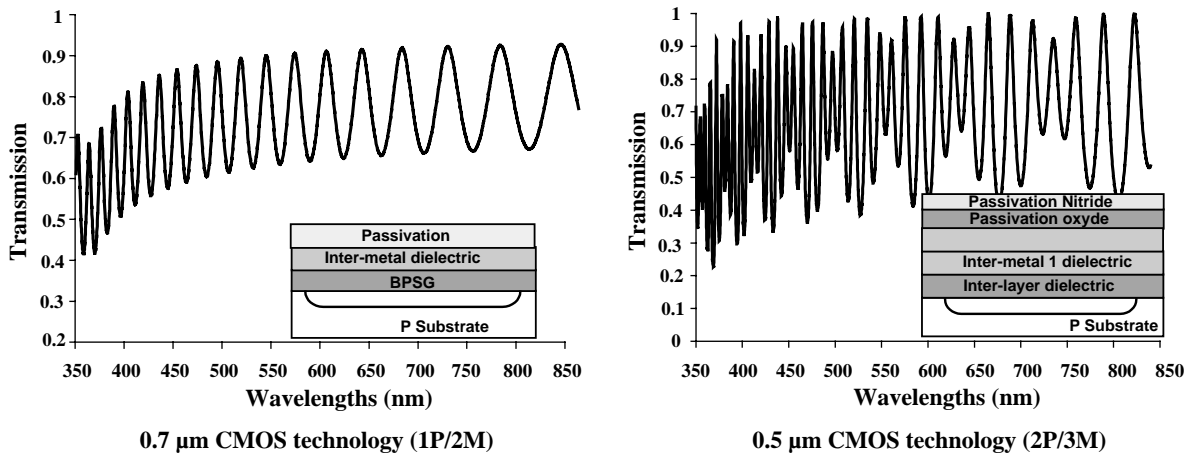 1
0.9
0.8
0.7
0.6
0.5
0.4
0.3
0.2
Transmission
350 400 450 500 550 600 650 700 750 800 850
Wavelengths (nm)
Passivation
Inter-metal dielectric
BPSG
P Substrate
0.7 µm CMOS technology (1P/2M)
1
0.9
0.8
0.7
0.6
0.5
0.4
0.3
0.2
0.1
0
Transmission
350 400 450 500 550 600 650 700 750 800 850
Wavelengths (nm)
Passivation Nitride
Passivation oxyde
Inter-metal 1 dielectric
Inter-layer dielectric
P Substrate
0.5 µm CMOS technology (2P/3M)